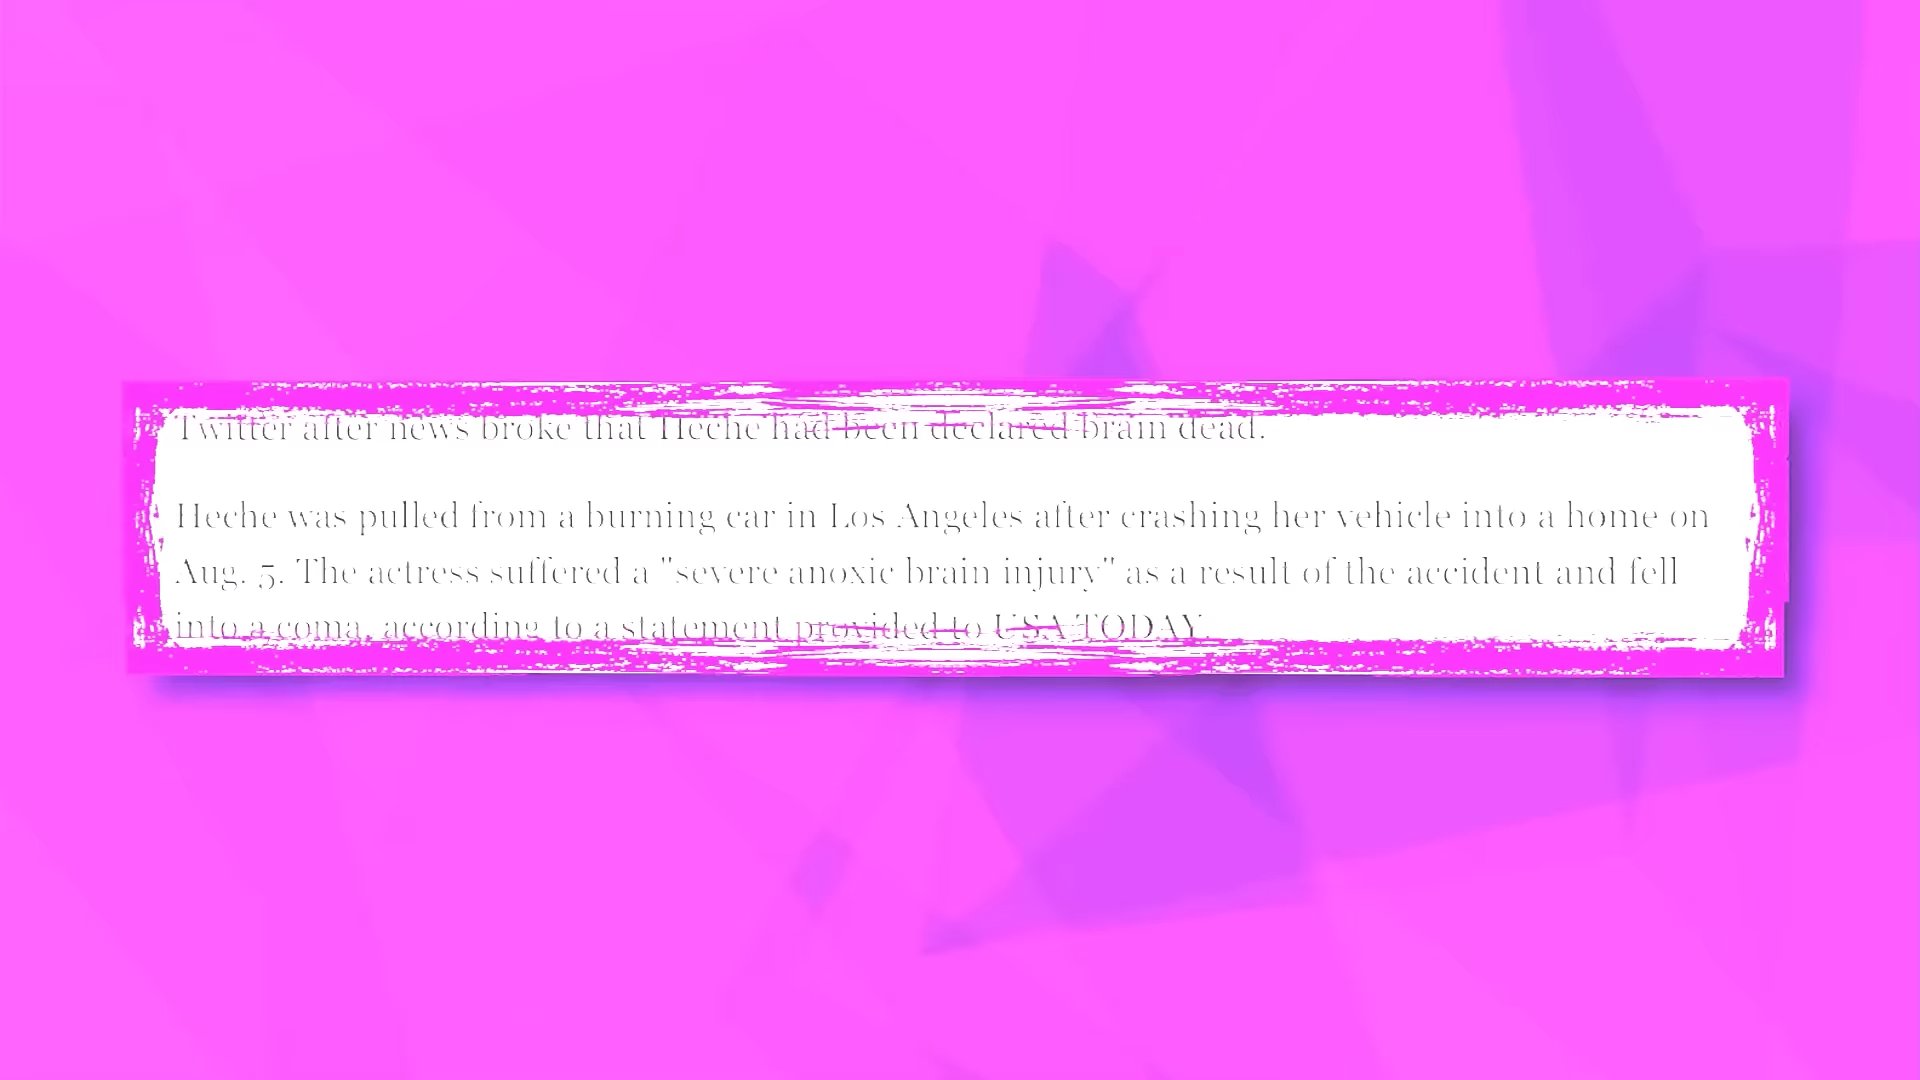 Twitter after news broke that Heche had been declared brain dead.
Heche was pulled from a burning car in Los Angeles after crashing her vehicle into a home on
Aug. 5. The actress suffered a "severe anoxic brain injury" as a result of the accident and fell
into a coma, according to a statement provided to USA TODAY.